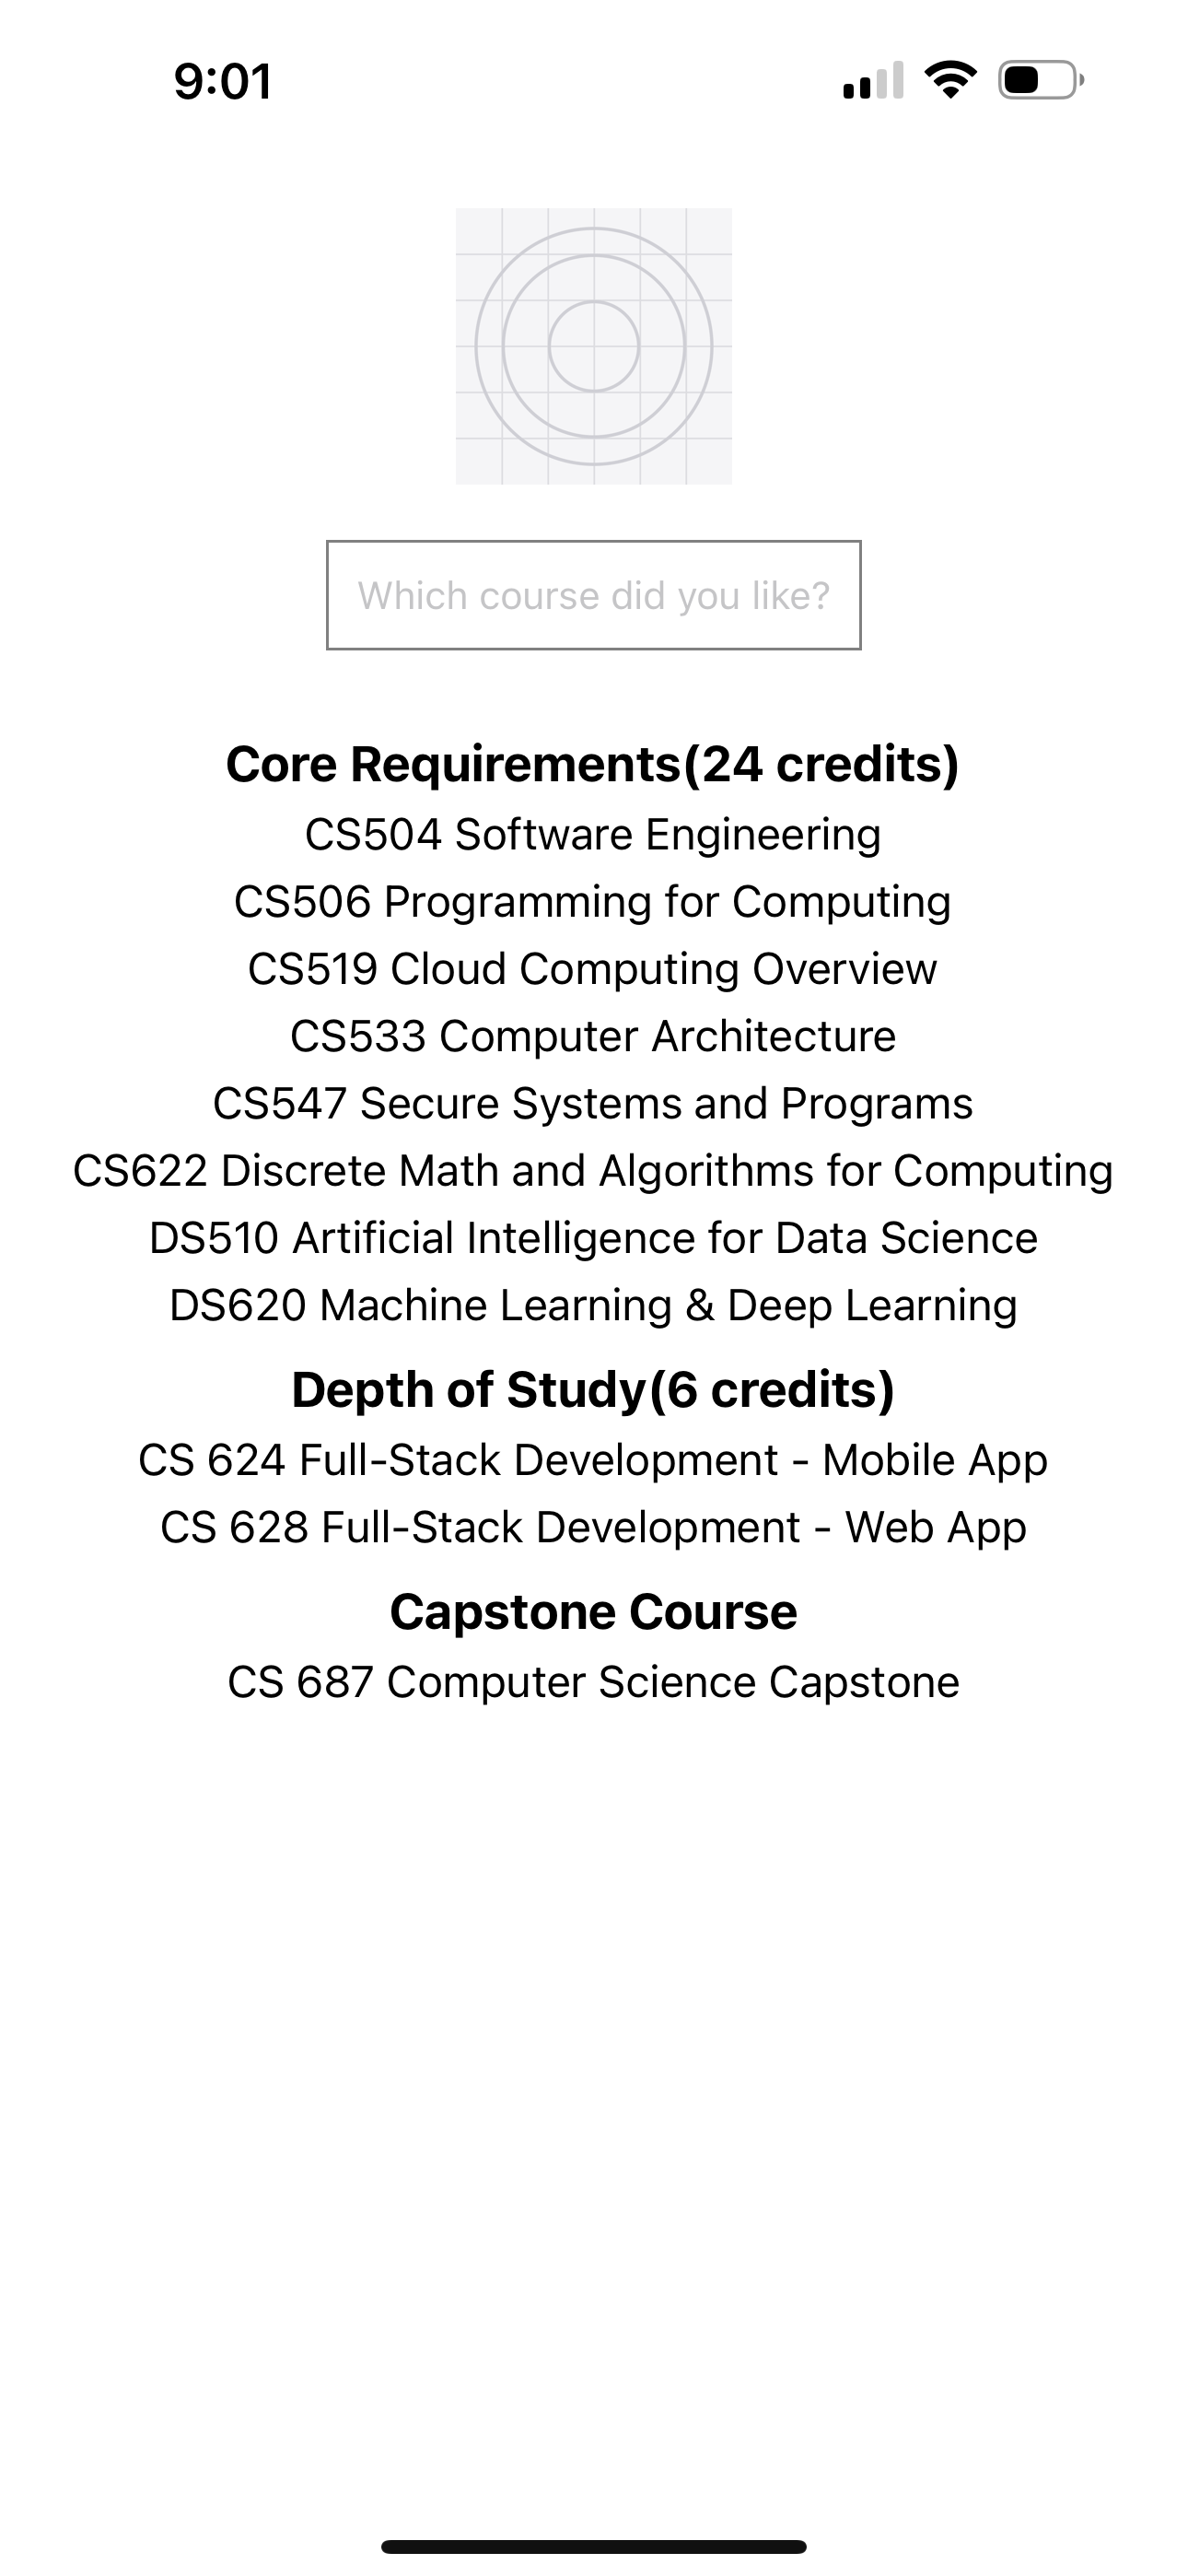 9:01
Which course did you like?
Core Requirements(24 credits)
CS504 Software Engineering
CS506 Programming for Computing
CS519 Cloud Computing Overview
CS533 Computer Architecture
CS547 Secure Systems and Programs
CS622 Discrete Math and Algorithms for Computing
DS510 Artificial Intelligence for Data Science
DS620 Machine Learning & Deep Learning
Depth of Study(6 credits)
CS 624 Full-Stack Development - Mobile App
CS 628 Full-Stack Development - Web App
Capstone Course
CS 687 Computer Science Capstone